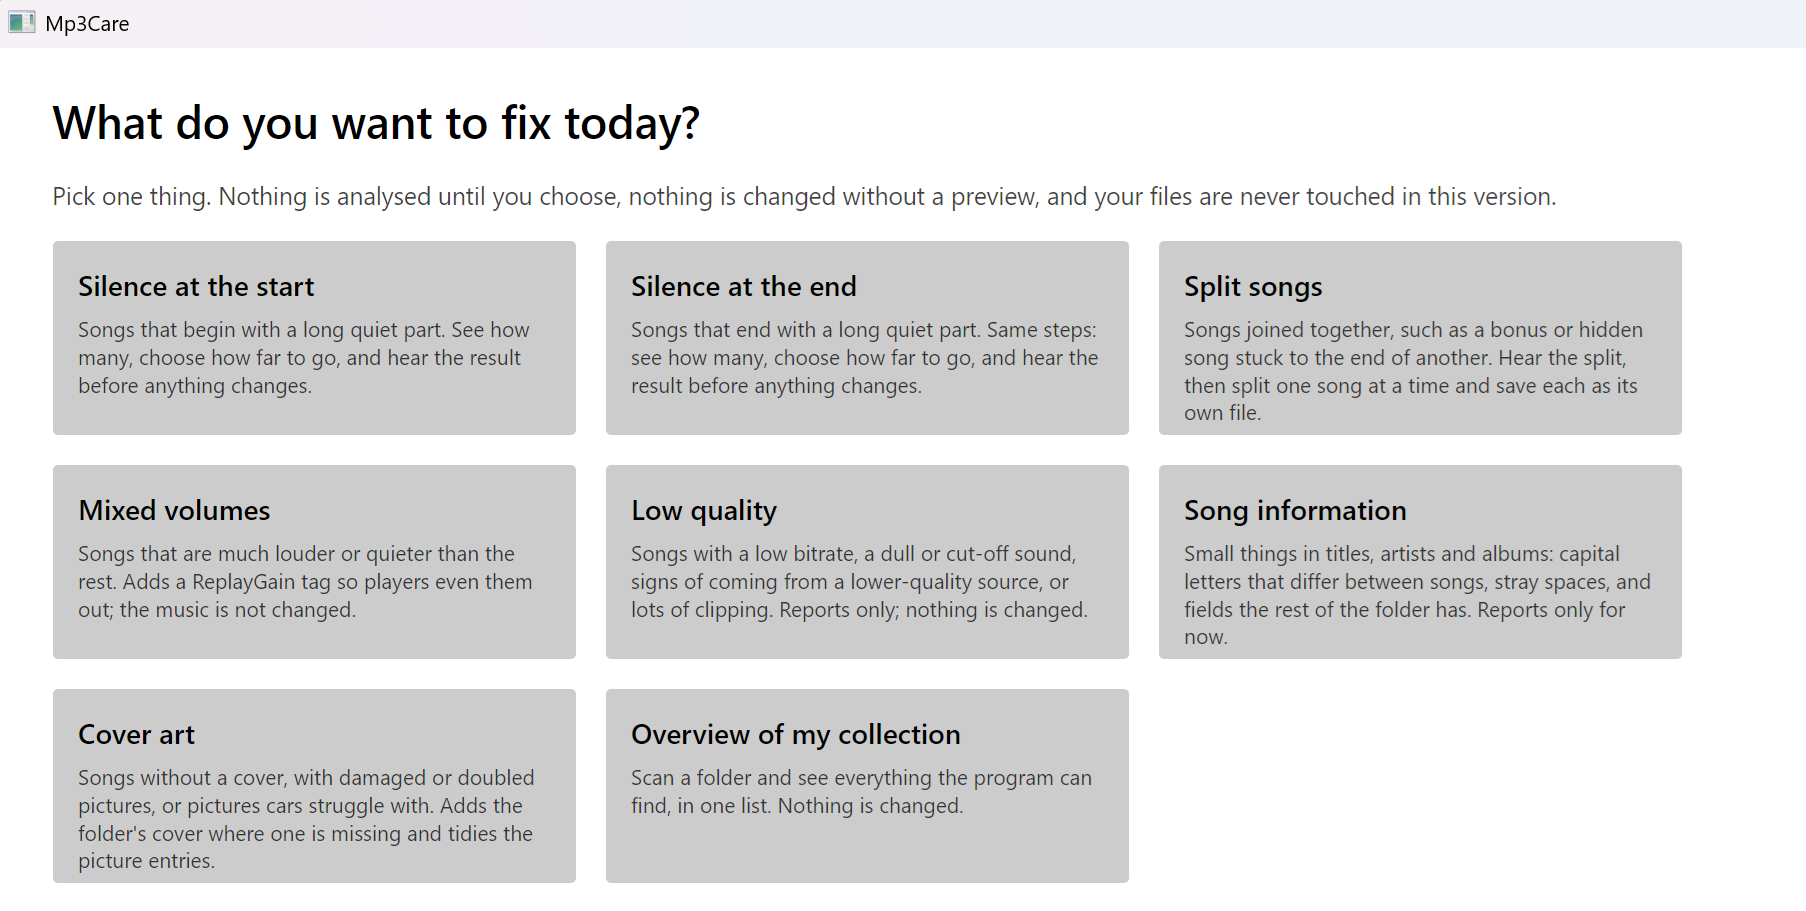 Mp3Care
What do you want to fix today?
Pick one thing. Nothing is analysed until you choose, nothing is changed without a preview, and your files are never touched in this version.
Silence at the start
Songs that begin with a long quiet part. See how
many, choose how far to go, and hear the result
before anything changes.
Silence at the end
Songs that end with a long quiet part. Same steps:
see how many, choose how far to go, and hear the
result before anything changes.
Split songs
Songs joined together, such as a bonus or hidden
song stuck to the end of another. Hear the split,
then split one song at a time and save each as its
own file.
Mixed volumes
Songs that are much louder or quieter than the
rest. Adds a ReplayGain tag so players even them
out; the music is not changed.
Low quality
Songs with a low bitrate, a dull or cut-off sound,
signs of coming from a lower-quality source, or
lots of clipping. Reports only; nothing is changed.
Song information
Small things in titles, artists and albums: capital
letters that differ between songs, stray spaces, and
fields the rest of the folder has. Reports only for
now.
Cover art
Songs without a cover, with damaged or doubled
pictures, or pictures cars struggle with. Adds the
folder's cover where one is missing and tidies the
picture entries.
Overview of my collection
Scan a folder and see everything the program can
find, in one list. Nothing is changed.